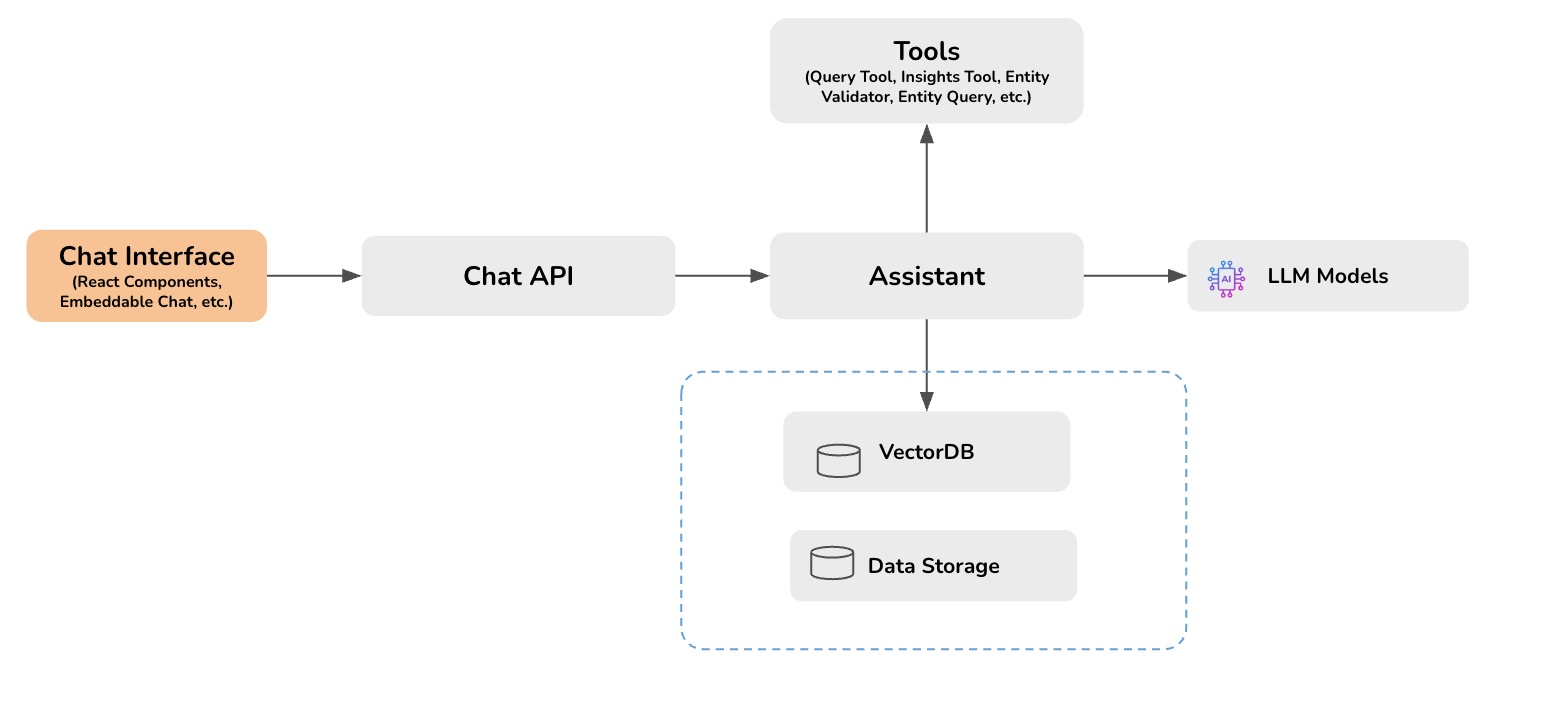 Tools
(Query Tool, Insights Tool, Entity
Validator, Entity Query, etc.)
Chat Interface
(React Components,
Embeddable Chat, etc.)
Chat API
Assistant
AI
LLM Models
VectorDB
Data Storage